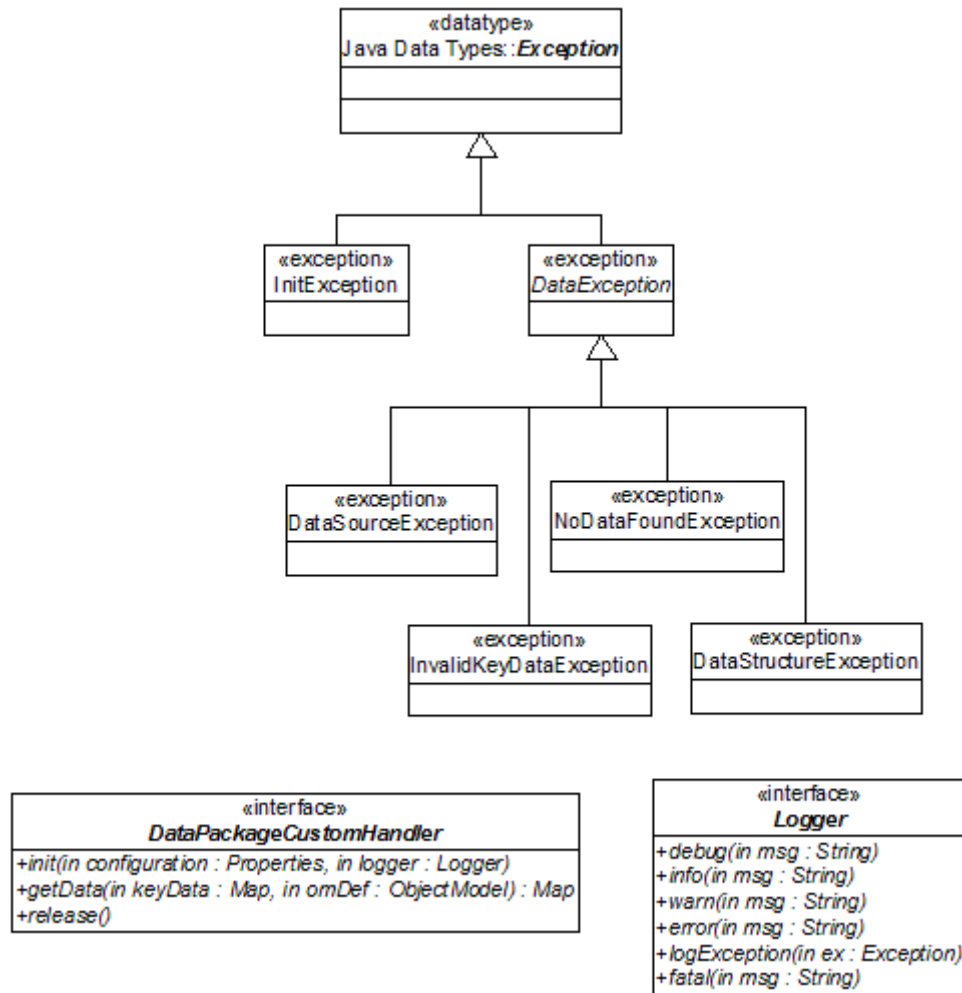 «datatype»
Java Data Types::Exception
«exception»
InitException
«exception»
DataException
«exception»
DataSourceException
«exception»
NoDataFoundException
«exception»
InvalidKeyDataException
«exception»
DataStructureException
«interface»
DataPackageCustomHandler
+init(in configuration : Properties, in logger : Logger)
+getData(in keyData : Map, in omDef : ObjectModel) : Map
+release()
«interface»
Logger
+debug(in msg : String)
+info(in msg : String)
+warn(in msg : String)
+error(in msg : String)
+logException(in ex : Exception)
+fatal(in msg : String)